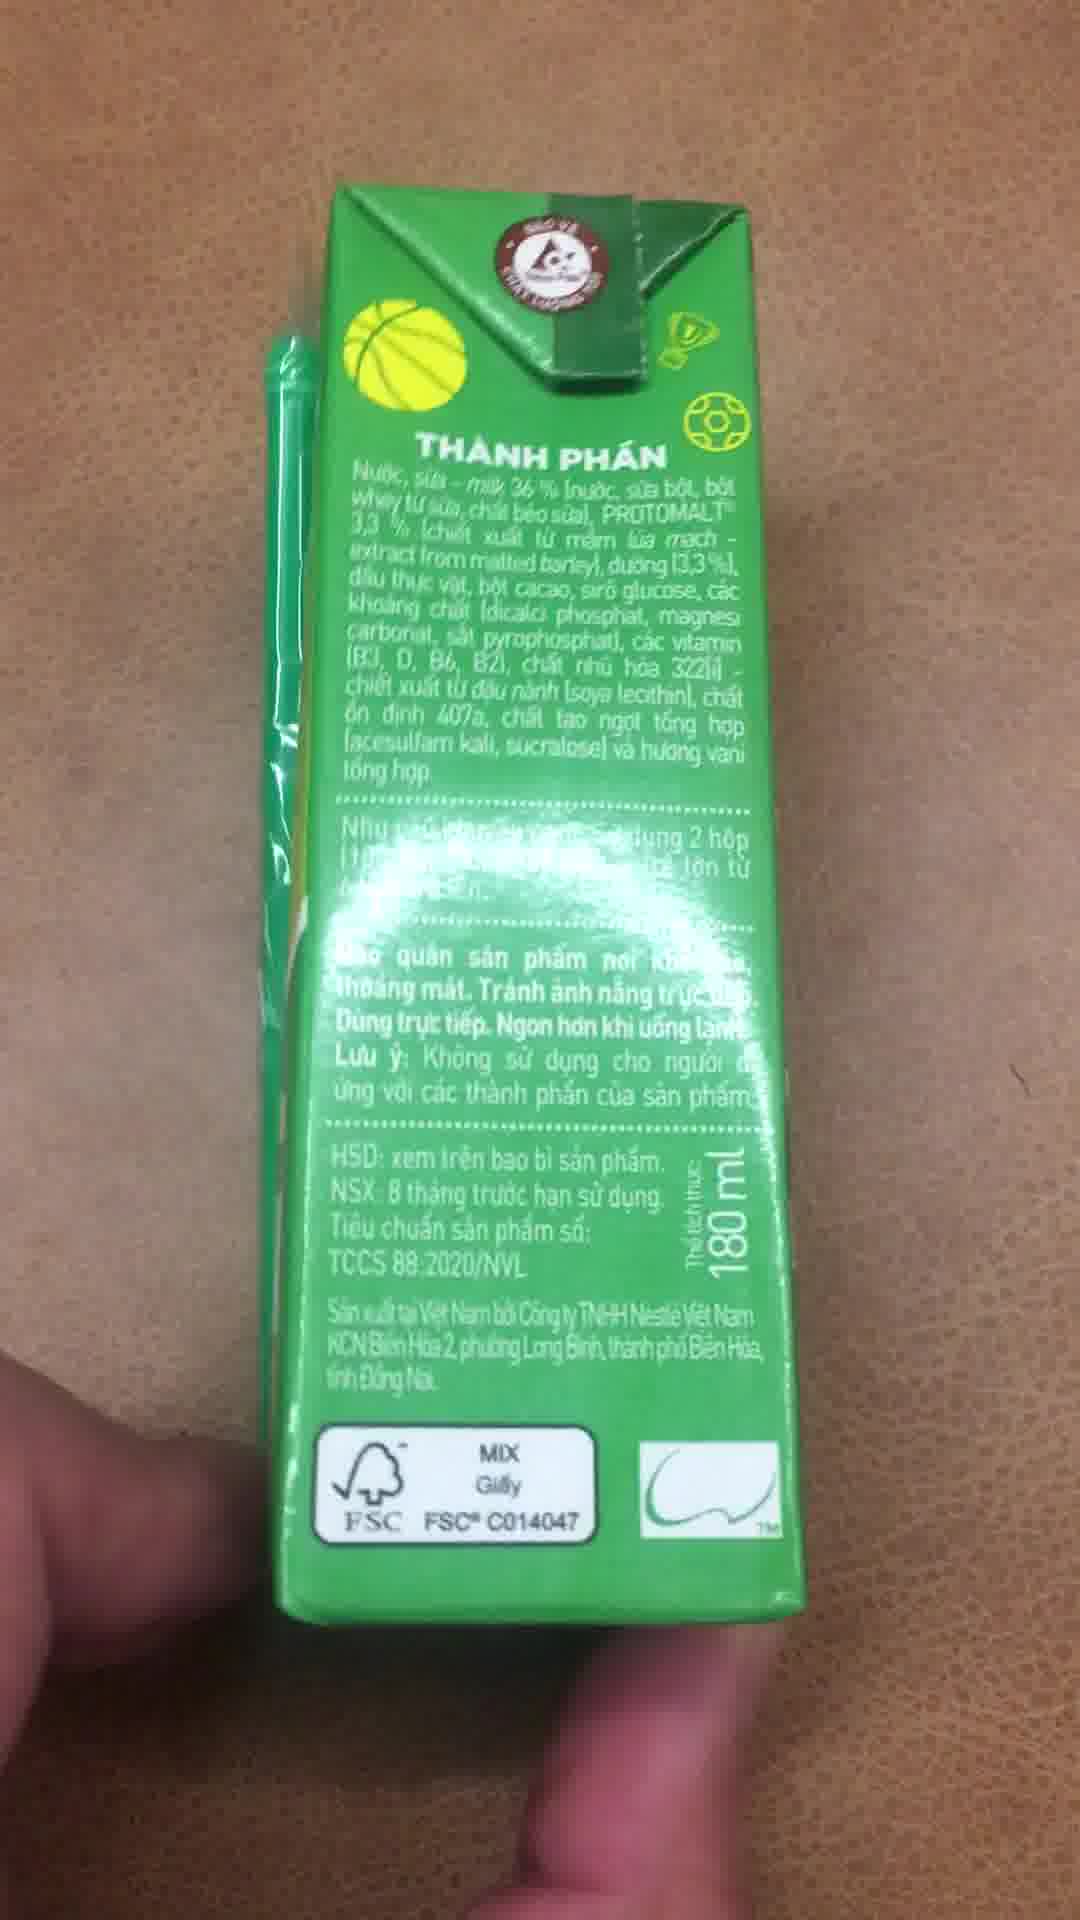 BẢO VỆ
CHẤT LƯỢNG
THÀNH PHẦN
Nước, sữa - milk 36 % (nước, sữa bột, bột
whey từ sữa, chất béo sữa), PROTOMALT®
3,3 % (chiết xuất từ mầm lúa mạch -
extract from malted barley), đường (3,3 %),
dầu thực vật, bột cacao, sirô glucose, các
khoáng chất (dicalci phosphat, magnesi
carbonat, sắt pyrophosphat), các vitamin
(B3, D, B6, B2), chất nhũ hóa 322(i) -
chiết xuất từ đậu nành (soya lecithin), chất
ổn định 407a, chất tạo ngọt tổng hợp
(acesulfam kali, sucralose) và hương vani
tổng hợp
dụng 2 hộp
lớn từ
quản sản phẩm nơi
thoáng mát. Tránh ánh nắng trực
Dùng trực tiếp. Ngon hơn khi uống lạnh
Lưu ý: Không sử dụng cho người
ứng với các thành phần của sản phẩm
HSD: xem trên bao bì sản phẩm.
NSX: 8 tháng trước hạn sử dụng.
Tiêu chuẩn sản phẩm số:
TCCS 88:2020/NVL
Thể tích thực:
180 ml
Sản xuất tại Việt Nam bởi Công ty TNHH Nestlé Việt Nam
KCN Biên Hòa 2, phường Long Bình, thành phố Biên Hòa,
tỉnh Đồng Nai.
MIX
Giấy
FSC FSC® C014047
TM